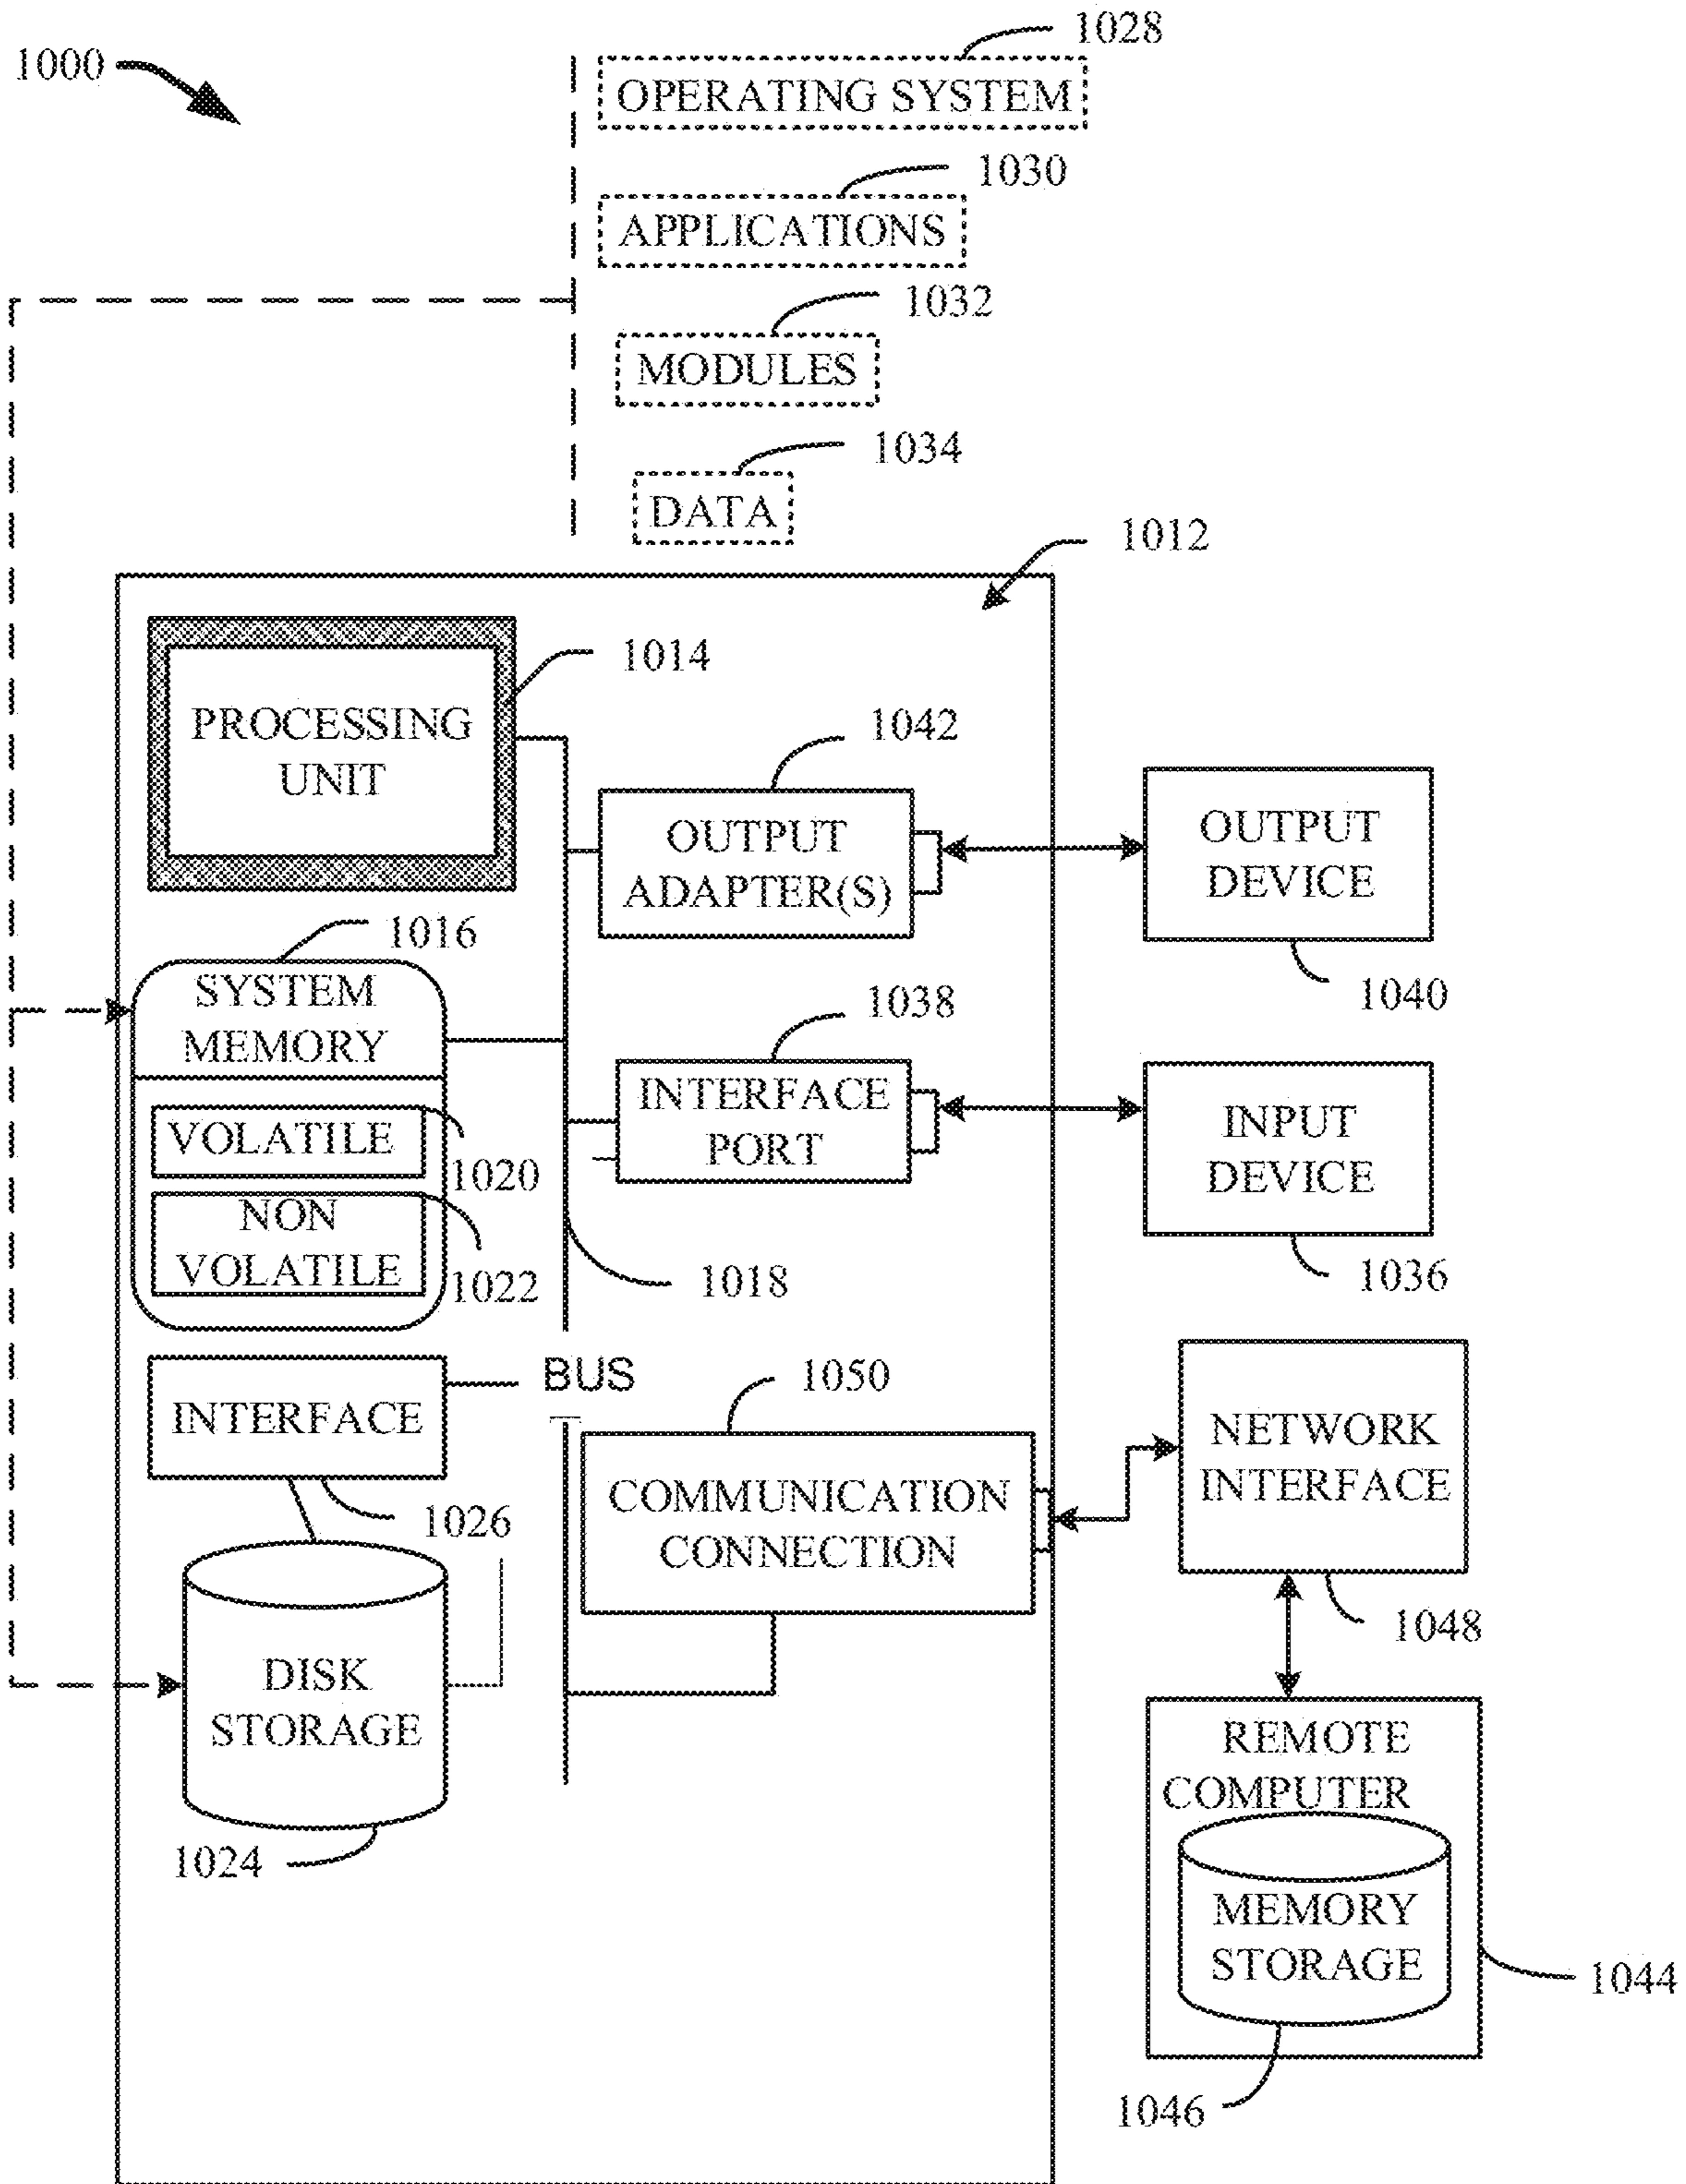 1028
1000
OPERATING SYSTEM
1030
APPLICATIONS
1032
MODULES
1034
DATA
1012
1014
PROCESSING
UNIT
1042
OUTPUT
ADAPTER(S)
OUTPUT
DEVICE
1040
1016
SYSTEM
MEMORY
VOLATILE
1020
NON
VOLATILE
1022
1038
INTERFACE
PORT
INPUT
DEVICE
1036
1018
BUS
INTERFACE
1026
1050
COMMUNICATION
CONNECTION
NETWORK
INTERFACE
1048
DISK
STORAGE
1024
REMOTE
COMPUTER
MEMORY
STORAGE
1044
1046